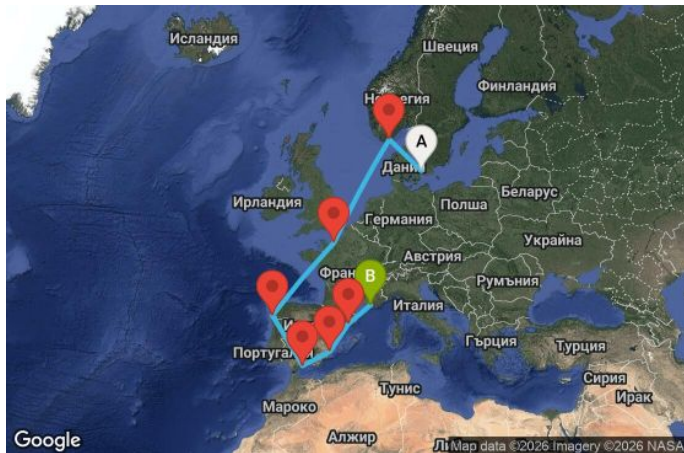 Исландия
Швеция
Норвегия
Финландия
A
Дания
Беларус
Полша
Ирландия
Германия
Украйна
Австрия
B
Румъния
Италия
Гърция
Турция
Португалия
Сирия
Тунис
Ирак
Мароко
Алжир
Google
Map data ©2026 Imagery ©2026 NASA